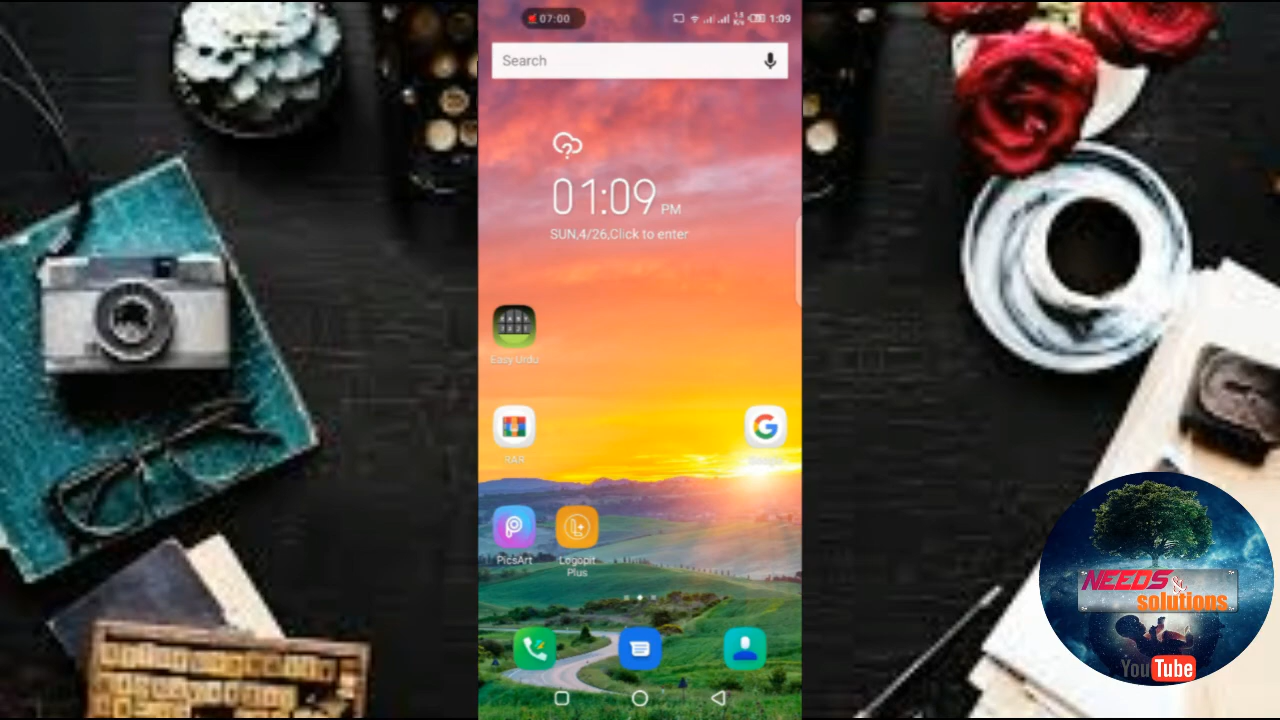 07:00
1:09
Search
01:09 PM
SUN,4/26,Click to enter
Easy Urdu
RAR
PicsArt
Logopit
Plus
NEEDS
solutions
YouTube